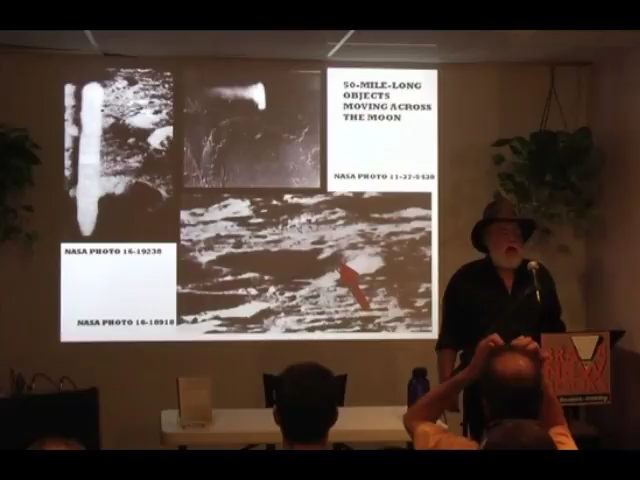 50-MILE-LONG
OBJECTS
MOVING ACROSS
THE MOON
NASA PHOTO 11-37-5438
NASA PHOTO 16-19238
NASA PHOTO 16-18918